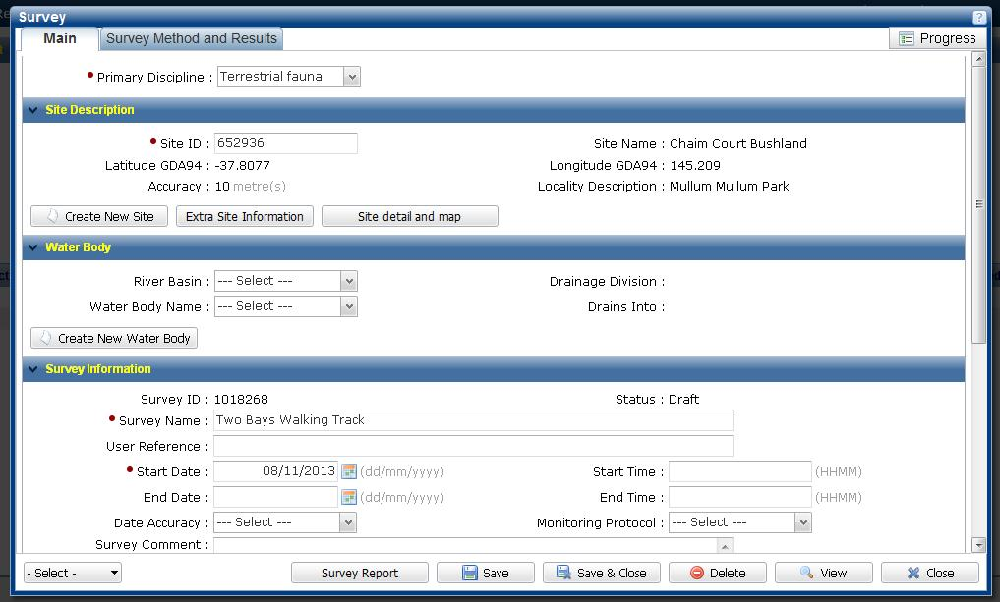 Survey
Main
Survey Method and Results
Progress
Primary Discipline : Terrestrial fauna
Site Description
Site ID : 652936
Site Name : Chaim Court Bushland
Latitude GDA94 : -37.8077
Longitude GDA94 : 145.209
Accuracy : 10 metre(s)
Locality Description : Mullum Mullum Park
Create New Site
Extra Site Information
Site detail and map
Water Body
River Basin : --- Select ---
Drainage Division :
Water Body Name : --- Select ---
Drains Into :
Create New Water Body
Survey Information
Survey ID : 1018268
Status : Draft
Survey Name : Two Bays Walking Track
User Reference :
Start Date : 08/11/2013 (dd/mm/yyyy)
Start Time : (HHMM)
End Date : (dd/mm/yyyy)
End Time : (HHMM)
Date Accuracy : --- Select ---
Monitoring Protocol : --- Select ---
Survey Comment :
- Select -
Survey Report
Save
Save & Close
Delete
View
Close